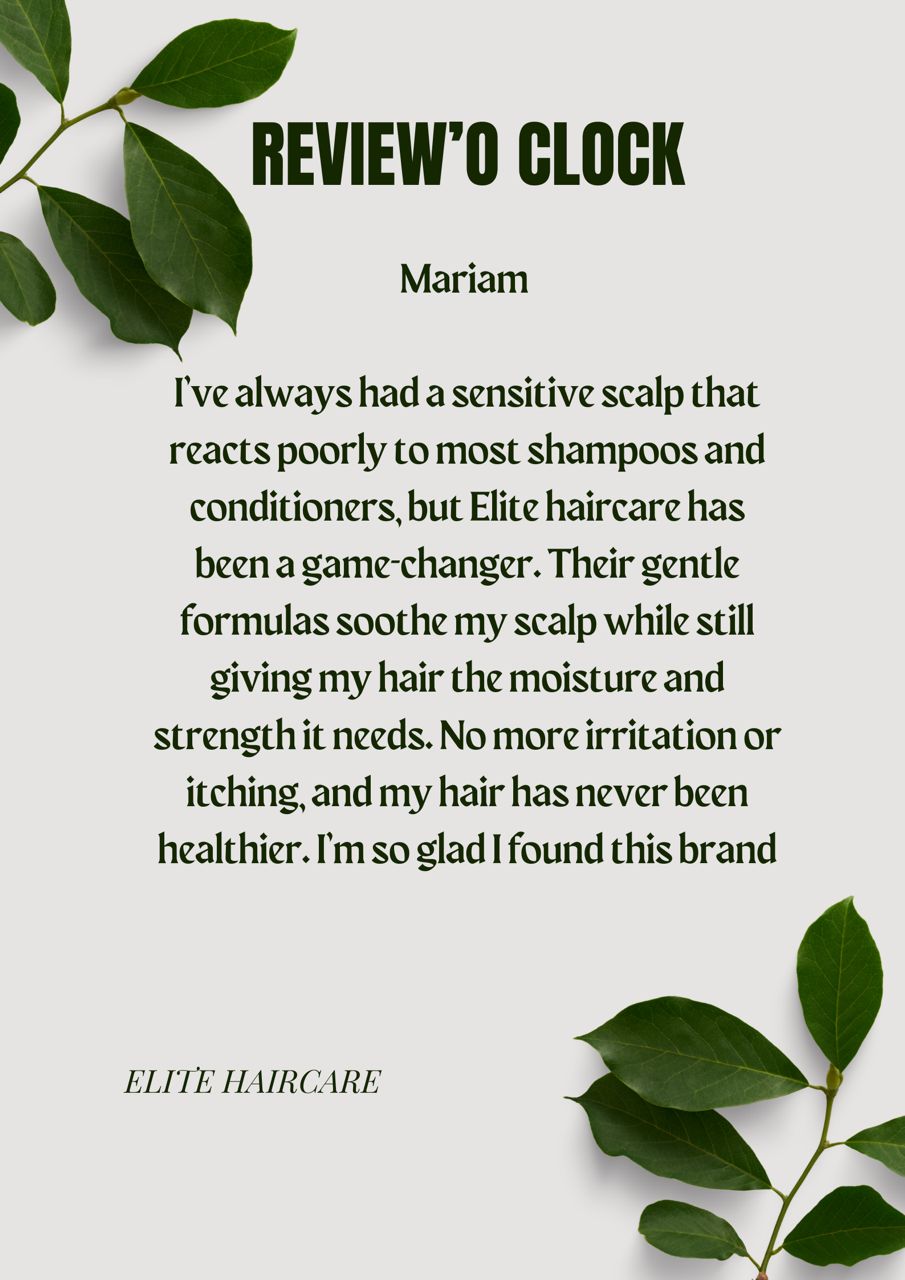 REVIEW'O CLOCK
Mariam
I've always had a sensitive scalp that
reacts poorly to most shampoos and
conditioners, but Elite haircare has
been a game-changer. Their gentle
formulas soothe my scalp while still
giving my hair the moisture and
strength it needs. No more irritation or
itching, and my hair has never been
healthier. I'm so glad I found this brand
ELITE HAIRCARE